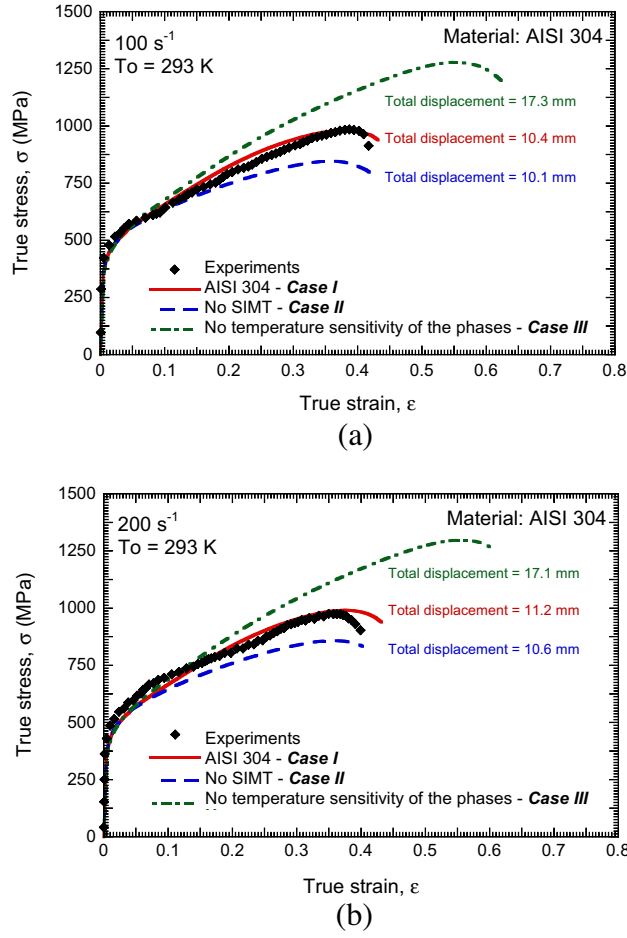 1500
1250
1000
750
500
250
0
True stress, σ (MPa)
100 s-1
To = 293 K
Material: AISI 304
Total displacement = 17.3 mm
Total displacement = 10.4 mm
Total displacement = 10.1 mm
Experiments
AISI 304 - Case I
No SIMT - Case II
No temperature sensitivity of the phases - Case III
0 0.1 0.2 0.3 0.4 0.5 0.6 0.7 0.8
True strain, ε
(a)
1500
1250
1000
750
500
250
0
True stress, σ (MPa)
200 s-1
To = 293 K
Material: AISI 304
Total displacement = 17.1 mm
Total displacement = 11.2 mm
Total displacement = 10.6 mm
Experiments
AISI 304 - Case I
No SIMT - Case II
No temperature sensitivity of the phases - Case III
0 0.1 0.2 0.3 0.4 0.5 0.6 0.7 0.8
True strain, ε
(b)